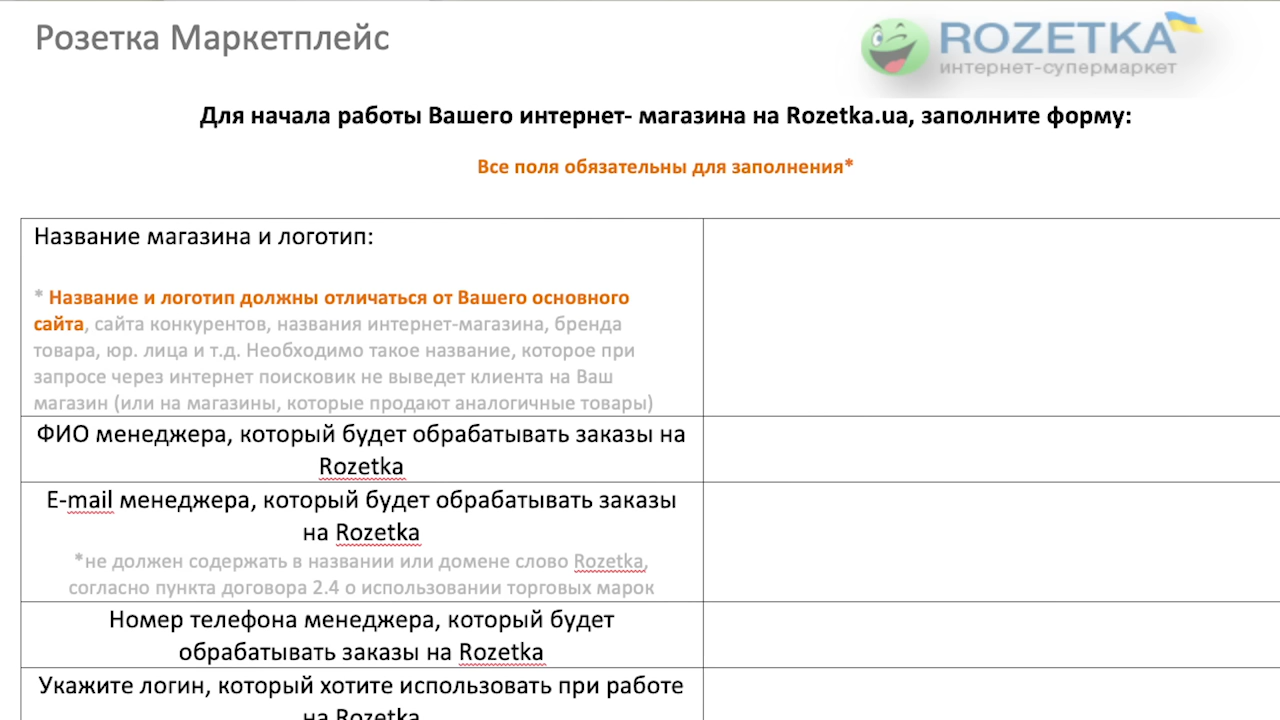 Розетка Маркетплейс
ROZETKA
интернет-супермаркет
Для начала работы Вашего интернет- магазина на Rozetka.ua, заполните форму:
Все поля обязательны для заполнения*
Название магазина и логотип:
* Название и логотип должны отличаться от Вашего основного
сайта, сайта конкурентов, названия интернет-магазина, бренда
товара, юр. лица и т.д. Необходимо такое название, которое при
запросе через интернет поисковик не выведет клиента на Ваш
магазин (или на магазины, которые продают аналогичные товары)
ФИО менеджера, который будет обрабатывать заказы на
Rozetka
E-mail менеджера, который будет обрабатывать заказы
на Rozetka
*не должен содержать в названии или домене слово Rozetka,
согласно пункта договора 2.4 о использовании торговых марок
Номер телефона менеджера, который будет
обрабатывать заказы на Rozetka
Укажите логин, который хотите использовать при работе
на Rozetka